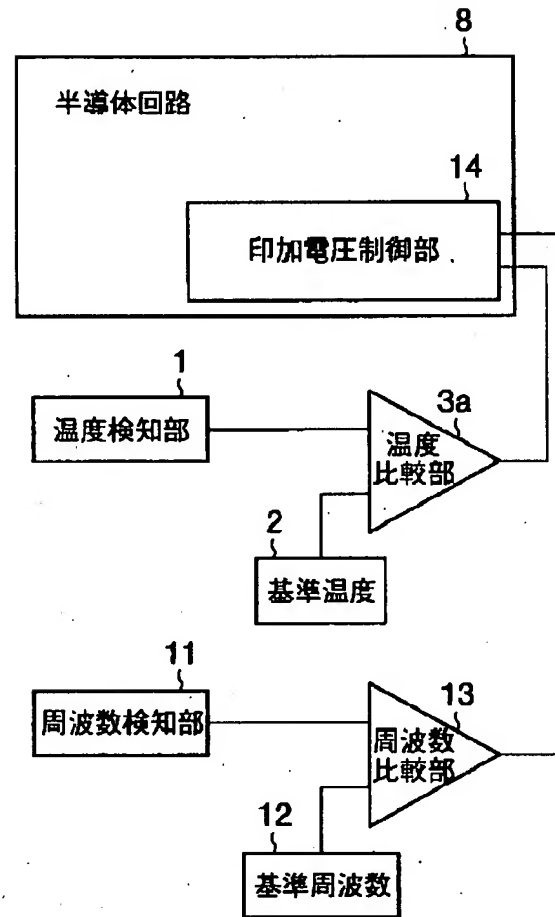 8
半導体回路
14
印加電圧制御部
1
温度検知部
3a
温度
比較部
2
基準温度
11
周波数検知部
13
周波数
比較部
12
基準周波数